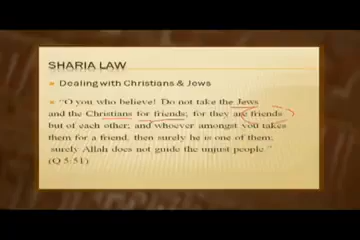 SHARIA LAW
Dealing with Christians & Jews
"O you who believe! Do not take the Jews
and the Christians for friends; for they are friends
but of each other; and whoever amongst you takes
them for a friend, then surely he is one of them;
surely Allah does not guide the unjust people."
(Q 5:51)